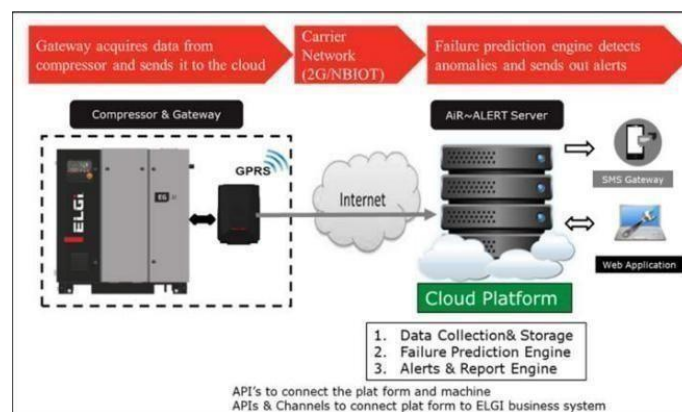 Gateway acquires data from
compressor and sends it to the cloud
Carrier
Network
(2G/NBIOT)
Failure prediction engine detects
anomalies and sends out alerts
Compressor & Gateway
AiR~ALERT Server
GPRS
ELGi
EG
Internet
SMS Gateway
Web Application
Cloud Platform
1. Data Collection& Storage
2. Failure Prediction Engine
3. Alerts & Report Engine
API's to connect the plat form and machine
APIs & Channels to connect plat form to ELGI business system